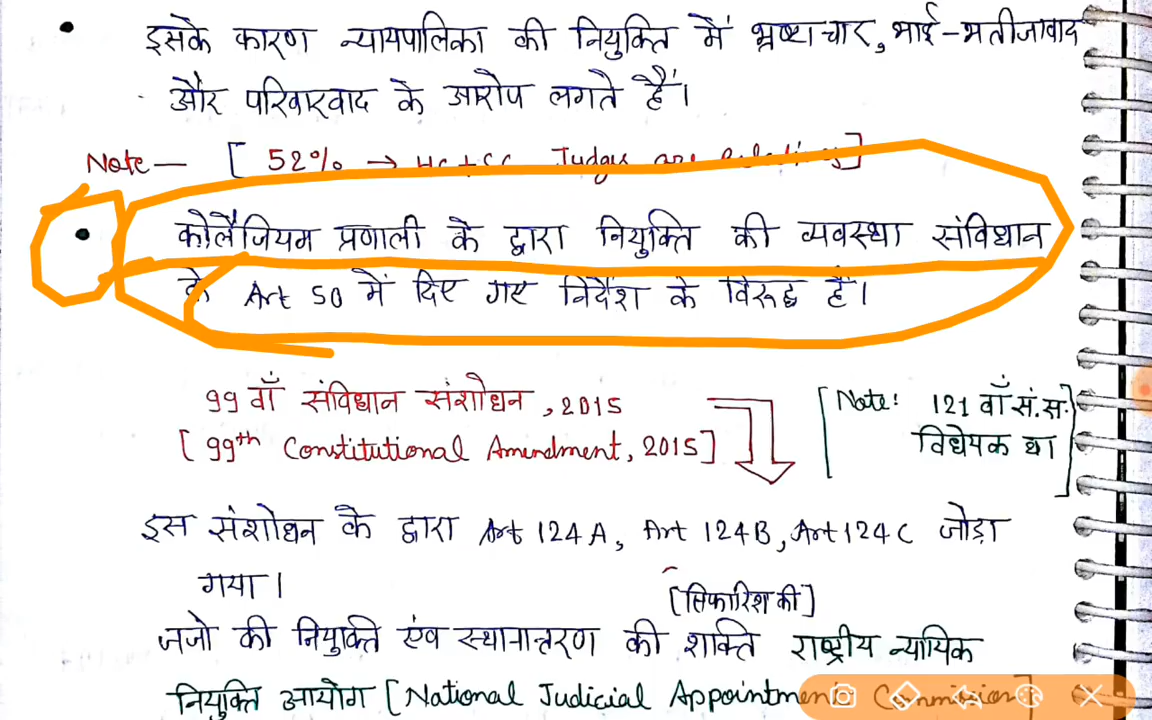 • इसके कारण न्यायपालिका की नियुक्ति में भ्रष्टाचार, भाई-भतीजावाद
और परिवारवाद के आरोप लगते हैं।
Note — [ 52% → HC+SC Judges are Relatives]
• कोलैजियम प्रणाली के द्वारा नियुक्ति की व्यवस्था संविधान
के Art 50 में दिए गए निर्देश के विरूद्ध है।
99 वाँ संविधान संशोधन, 2015
[ 99th Constitutional Amendment, 2015]
[Note: 121 वाँ सं.स.
विधेयक था]
इस संशोधन के द्वारा Art 124A, Art 124B, Art 124C जोड़ा
गया।
[सिफारिश की]
जजो की नियुक्ति एंव स्थानान्तरण की शक्ति राष्ट्रीय न्यायिक
नियुक्ति आयोग [National Judicial Appointment Commission]